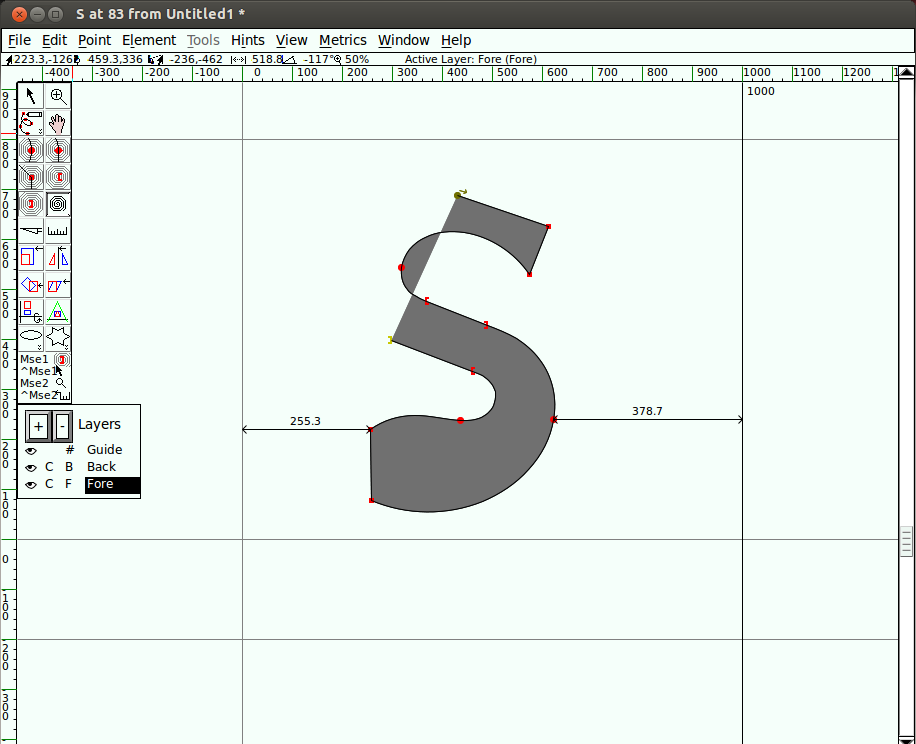 S at 83 from Untitled1 *
File Edit Point Element Tools Hints View Metrics Window Help
459.3,336 -236,-462 518.8 -117° 50% Active Layer: Fore (Fore)
-400 -300 -200 -100 0 100 200 300 400 500 600 700 800 900 1000 1100 1200
1000
900
800
700
600
500
400
300
200
100
0
-100
-200
-300
Mse1
^Mse1
Mse2
^Mse2
+ - Layers
# Guide
C B Back
C F Fore
255.3
378.7